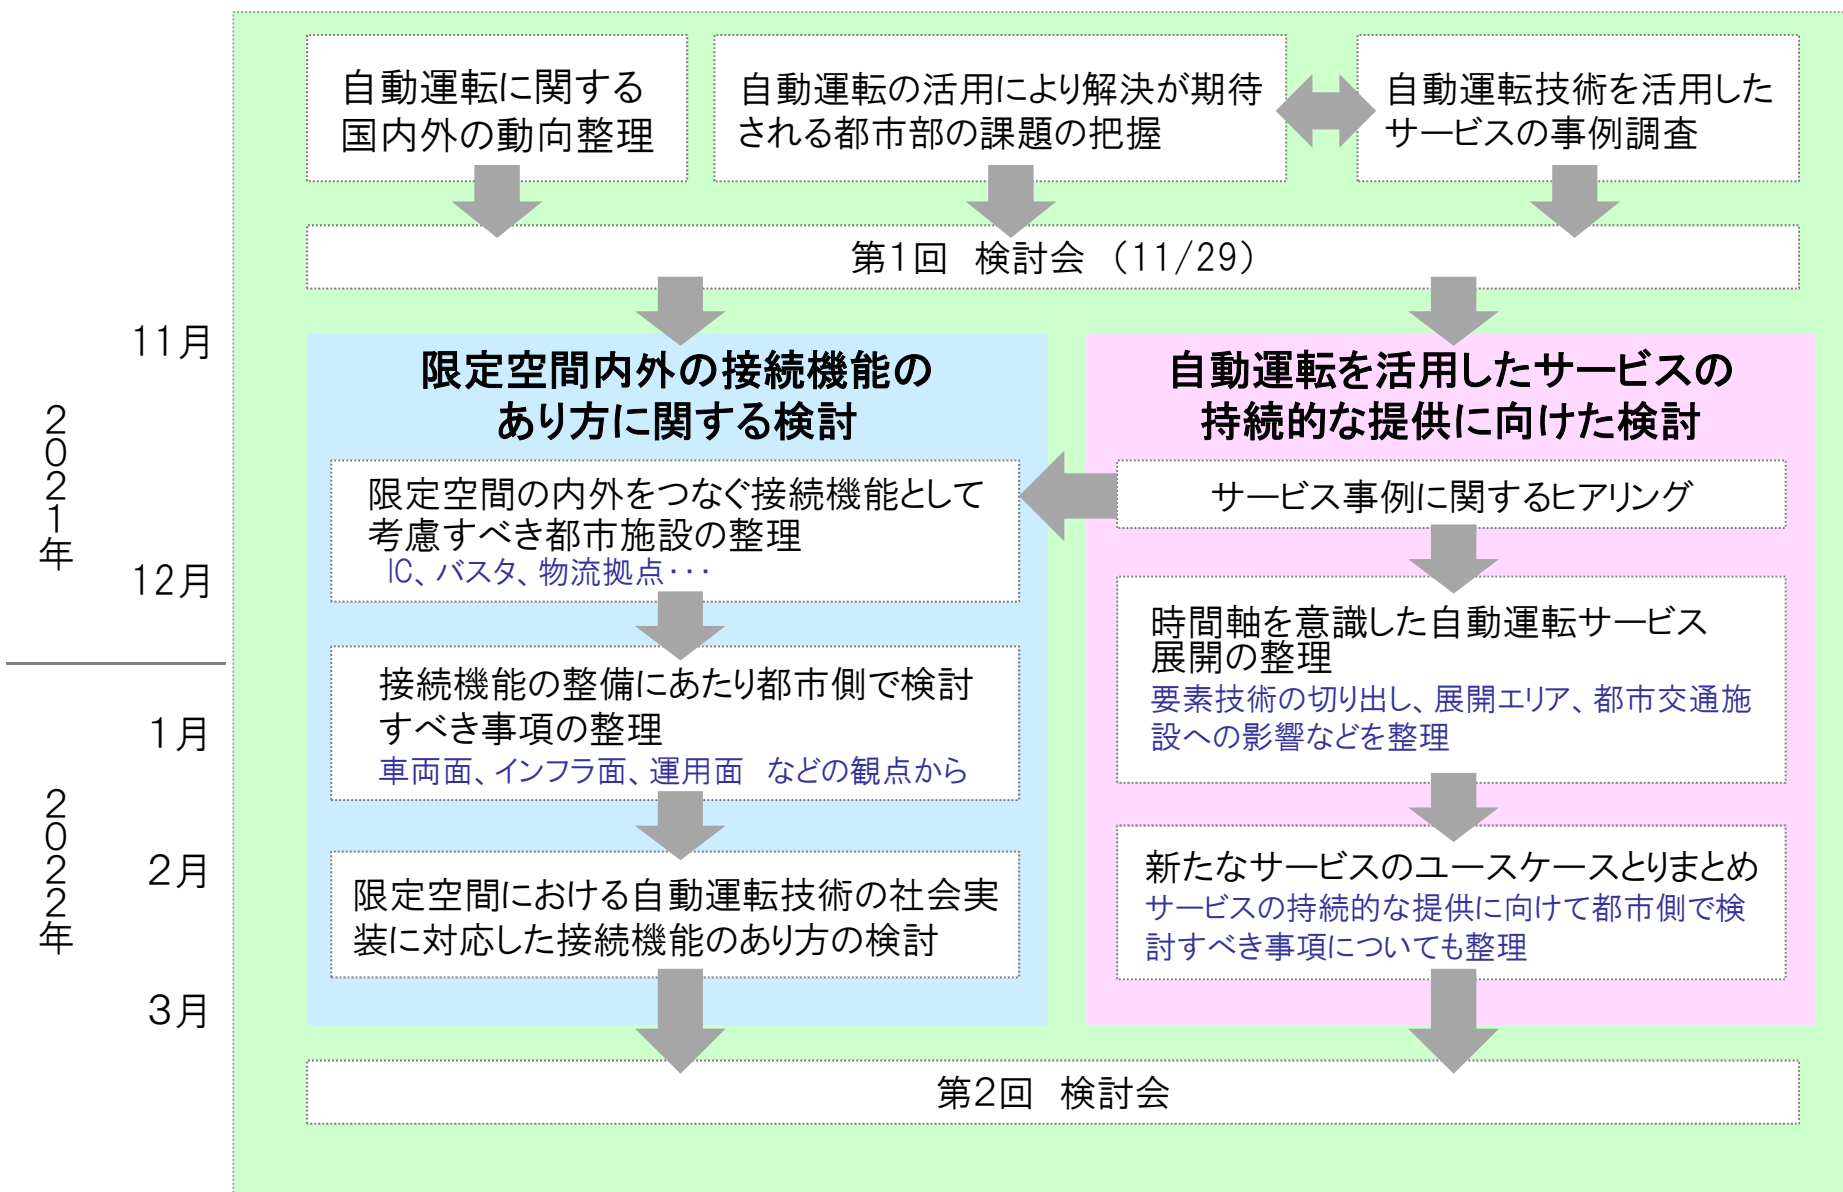 自動運転に関する
国内外の動向整理
自動運転の活用により解決が期待
される都市部の課題の把握
自動運転技術を活用した
サービスの事例調査
第1回 検討会 （11/29）
2021年
11月
12月
2022年
1月
2月
3月
限定空間内外の接続機能の
あり方に関する検討
限定空間の内外をつなぐ接続機能として
考慮すべき都市施設の整理
IC、バスタ、物流拠点・・・
接続機能の整備にあたり都市側で検討
すべき事項の整理
車両面、インフラ面、運用面 などの観点から
限定空間における自動運転技術の社会実
装に対応した接続機能のあり方の検討
自動運転を活用したサービスの
持続的な提供に向けた検討
サービス事例に関するヒアリング
時間軸を意識した自動運転サービス
展開の整理
要素技術の切り出し、展開エリア、都市交通施
設への影響などを整理
新たなサービスのユースケースとりまとめ
サービスの持続的な提供に向けて都市側で検
討すべき事項についても整理
第2回 検討会